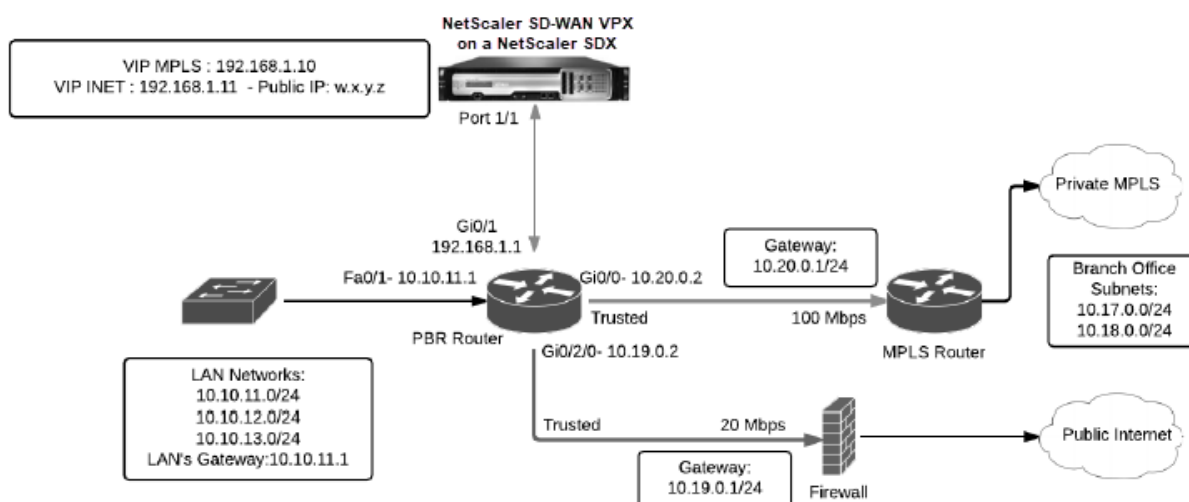 NetScaler SD-WAN VPX
on a NetScaler SDX
VIP MPLS : 192.168.1.10
VIP INET : 192.168.1.11 - Public IP: w.x.y.z
Port 1/1
Gi0/1
192.168.1.1
Fa0/1- 10.10.11.1
PBR Router
Gi0/0- 10.20.0.2
Trusted
100 Mbps
Gateway:
10.20.0.1/24
MPLS Router
Private MPLS
Branch Office
Subnets:
10.17.0.0/24
10.18.0.0/24
Gi0/2/0- 10.19.0.2
LAN Networks:
10.10.11.0/24
10.10.12.0/24
10.10.13.0/24
LAN's Gateway:10.10.11.1
Trusted
20 Mbps
Gateway:
10.19.0.1/24
Firewall
Public Internet